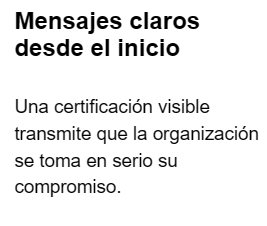 Mensajes claros
desde el inicio
Una certificación visible
transmite que la organización
se toma en serio su
compromiso.